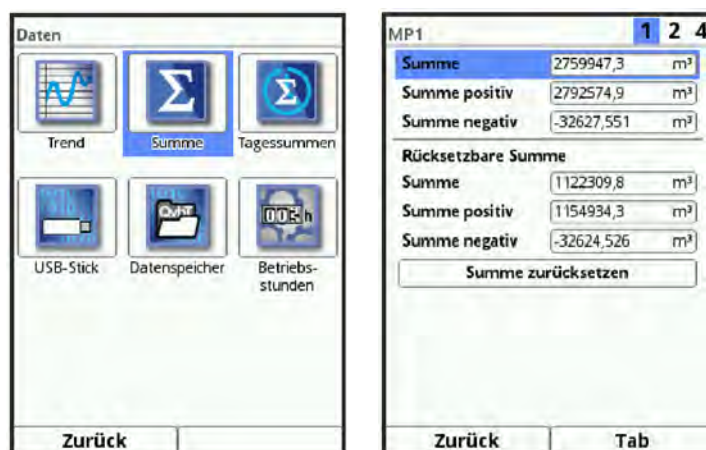 Daten
Trend
Summe
Tagessummen
USB-Stick
Datenspeicher
Betriebs-
stunden
Zurück
MP1 1 2 4
Summe 2759947,3 m³
Summe positiv 2792574,9 m³
Summe negativ -32627,551 m³
Rücksetzbare Summe
Summe 1122309,8 m³
Summe positiv 1154934,3 m³
Summe negativ -32624,526 m³
Summe zurücksetzen
Zurück Tab